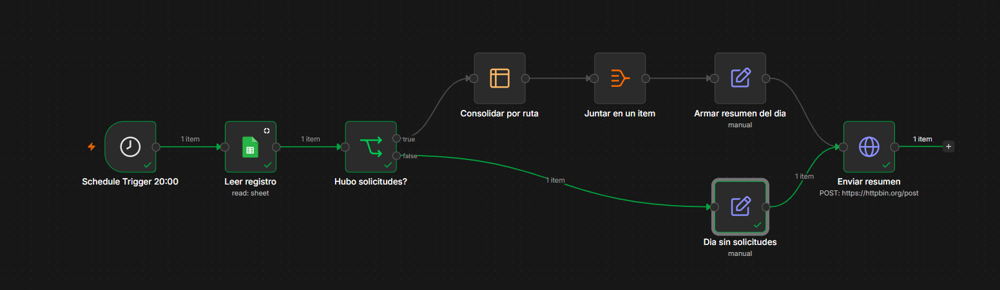 Consolidar por ruta
Juntar en un item
Armar resumen del dia
manual
1 item
1 item
true
false
1 item
1 item
1 item
Schedule Trigger 20:00
Leer registro
read: sheet
Hubo solicitudes?
Enviar resumen
POST: https://httpbin.org/post
Dia sin solicitudes
manual